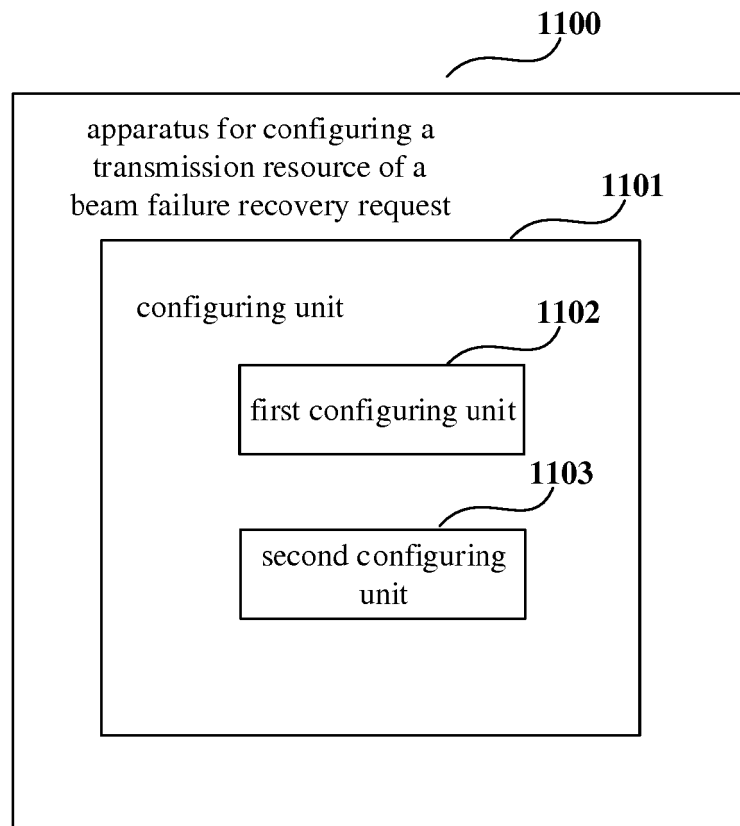 1100
apparatus for configuring a
transmission resource of a
beam failure recovery request
1101
configuring unit
1102
first configuring unit
1103
second configuring
unit